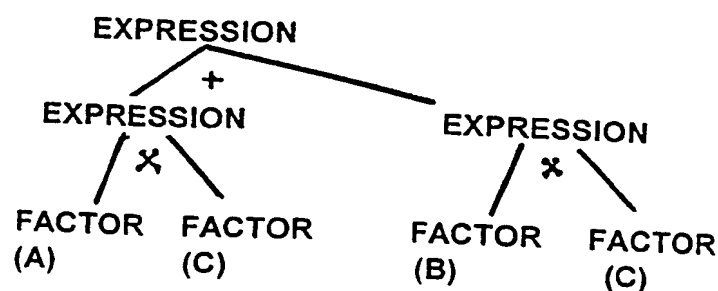 EXPRESSION
+
EXPRESSION EXPRESSION
* *
FACTOR FACTOR FACTOR FACTOR
(A) (C) (B) (C)